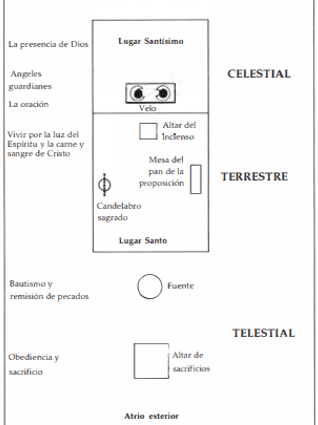 La presencia de Dios
Lugar Santísimo
Angeles
guardianes
CELESTIAL
La oración
Velo
Vivir por la luz del
Espíritu y la carne y
sangre de Cristo
Altar del
Incienso
Mesa del
pan de la
proposición
TERRESTRE
Candelabro
sagrado
Lugar Santo
Bautismo y
remisión de pecados
Fuente
TELESTIAL
Obediencia y
sacrificio
Altar de
sacrificios
Atrio exterior